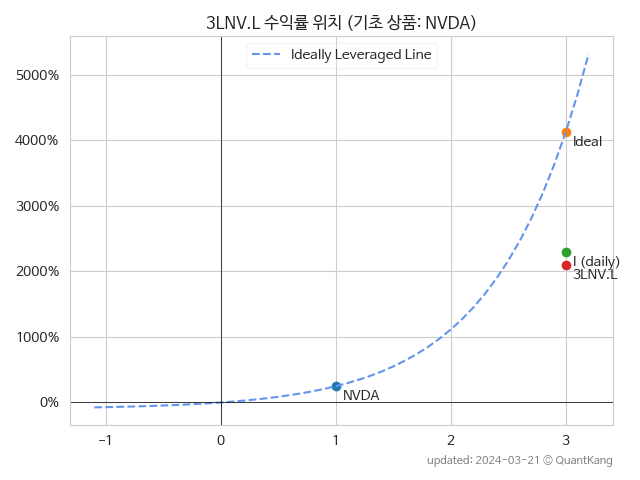 3LNV.L 수익률 위치 (기초 상품: NVDA)
Ideally Leveraged Line
5000%
4000%
Ideal
3000%
I (daily)
2000%
3LNV.L
1000%
NVDA
0%
-1 0 1 2 3
updated: 2024-03-21 © QuantKang